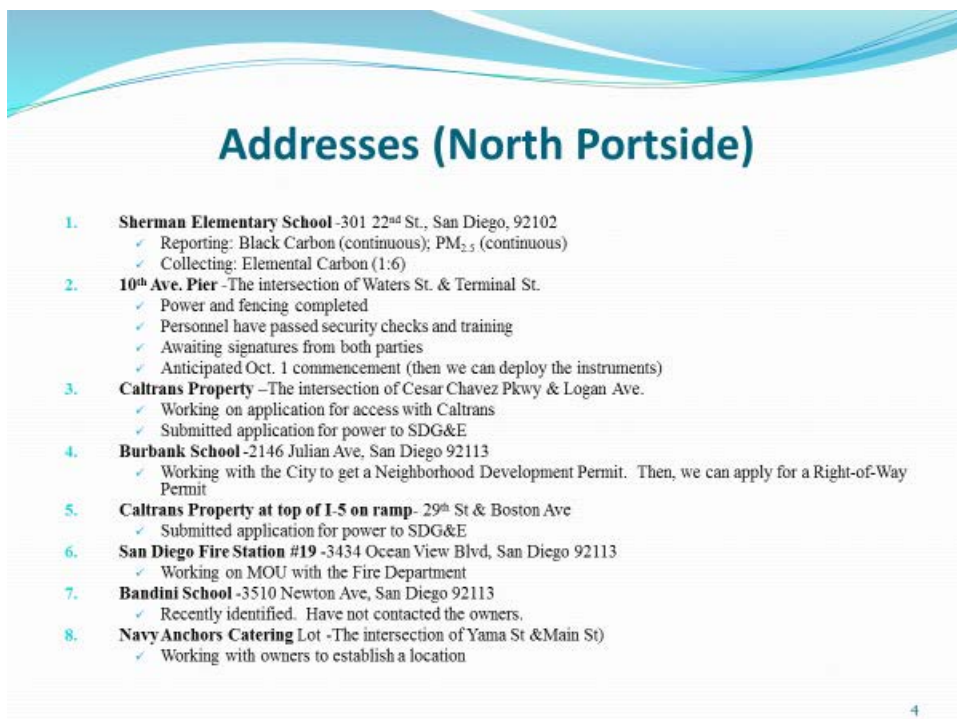 Addresses (North Portside)
1. Sherman Elementary School -301 22nd St., San Diego, 92102
✓ Reporting: Black Carbon (continuous); PM2.5 (continuous)
✓ Collecting: Elemental Carbon (1:6)
2. 10th Ave. Pier -The intersection of Waters St. & Terminal St.
✓ Power and fencing completed
✓ Personnel have passed security checks and training
✓ Awaiting signatures from both parties
✓ Anticipated Oct. 1 commencement (then we can deploy the instruments)
3. Caltrans Property –The intersection of Cesar Chavez Pkwy & Logan Ave.
✓ Working on application for access with Caltrans
✓ Submitted application for power to SDG&E
4. Burbank School -2146 Julian Ave, San Diego 92113
✓ Working with the City to get a Neighborhood Development Permit. Then, we can apply for a Right-of-Way
Permit
5. Caltrans Property at top of I-5 on ramp- 29th St & Boston Ave
✓ Submitted application for power to SDG&E
6. San Diego Fire Station #19 -3434 Ocean View Blvd, San Diego 92113
✓ Working on MOU with the Fire Department
7. Bandini School -3510 Newton Ave, San Diego 92113
✓ Recently identified. Have not contacted the owners.
8. Navy Anchors Catering Lot -The intersection of Yama St &Main St)
✓ Working with owners to establish a location
4